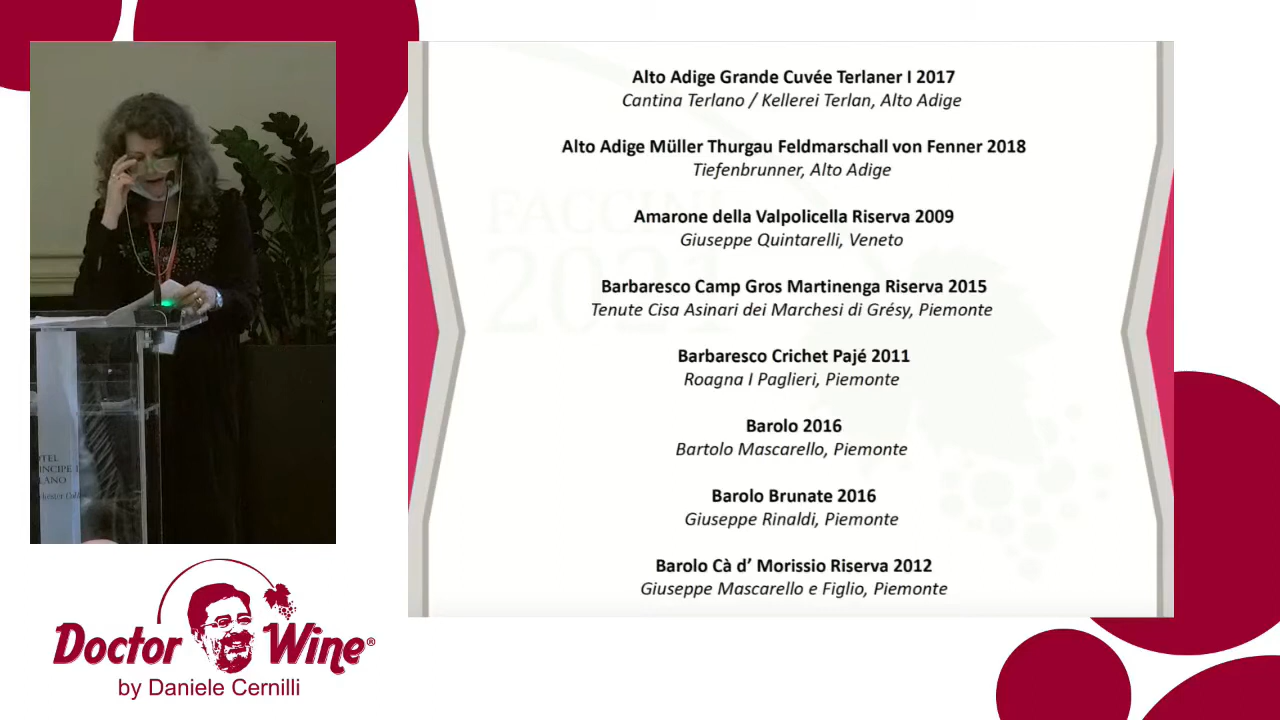 Alto Adige Grande Cuvée Terlaner I 2017
Cantina Terlano / Kellerei Terlan, Alto Adige
Alto Adige Müller Thurgau Feldmarschall von Fenner 2018
Tiefenbrunner, Alto Adige
Amarone della Valpolicella Riserva 2009
Giuseppe Quintarelli, Veneto
Barbaresco Camp Gros Martinenga Riserva 2015
Tenute Cisa Asinari dei Marchesi di Grésy, Piemonte
Barbaresco Crichet Pajé 2011
Roagna I Paglieri, Piemonte
Barolo 2016
Bartolo Mascarello, Piemonte
Barolo Brunate 2016
Giuseppe Rinaldi, Piemonte
Barolo Cà d’ Morissio Riserva 2012
Giuseppe Mascarello e Figlio, Piemonte
FACCINI
2021
Doctor Wine®
by Daniele Cernilli